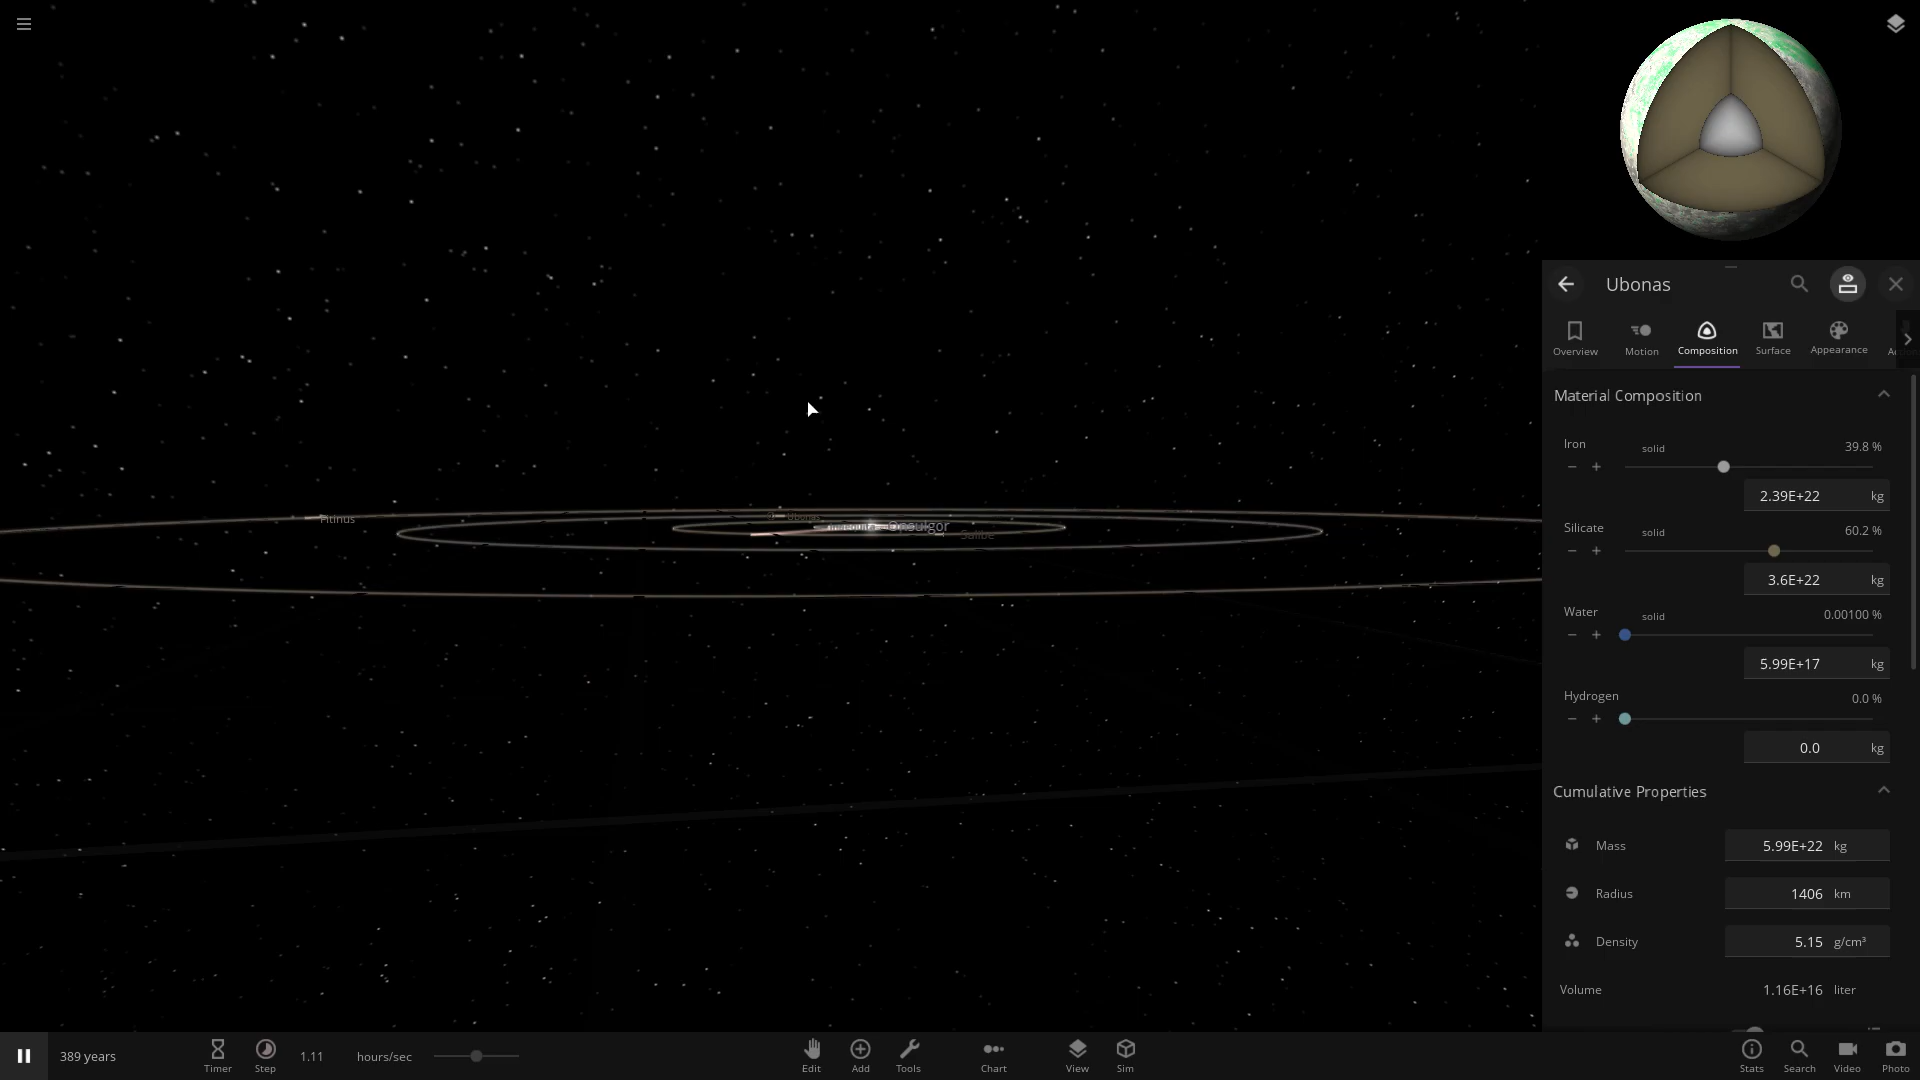 Ubonas
Overview
Motion
Composition
Surface
Appearance
Material Composition
Iron
solid
39.8 %
2.39E+22 kg
Silicate
solid
60.2 %
3.6E+22 kg
Water
solid
0.00100 %
5.99E+17 kg
Hydrogen
0.0 %
0.0 kg
Cumulative Properties
Mass 5.99E+22 kg
Radius 1406 km
Density 5.15 g/cm³
Volume 1.16E+16 liter
Fitinus
Ubonas
Opsulgor
Salibe
389 years
Timer
Step
1.11 hours/sec
Edit
Add
Tools
Chart
View
Sim
Stats
Search
Video
Photo